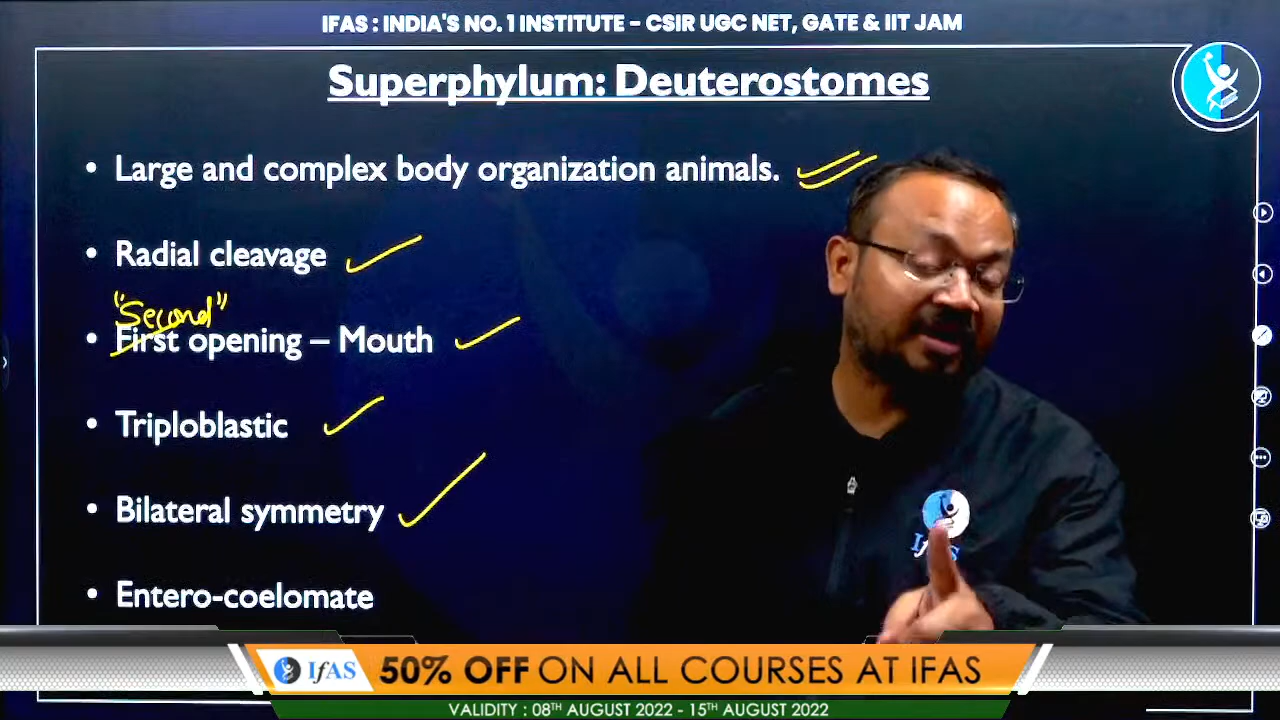 IFAS : INDIA'S NO. 1 INSTITUTE – CSIR UGC NET, GATE & IIT JAM
Superphylum: Deuterostomes
• Large and complex body organization animals.
• Radial cleavage
"Second"
• First opening – Mouth
• Triploblastic
• Bilateral symmetry
• Entero-coelomate
IfAS
IfAS 50% OFF ON ALL COURSES AT IFAS
VALIDITY : 08TH AUGUST 2022 - 15TH AUGUST 2022